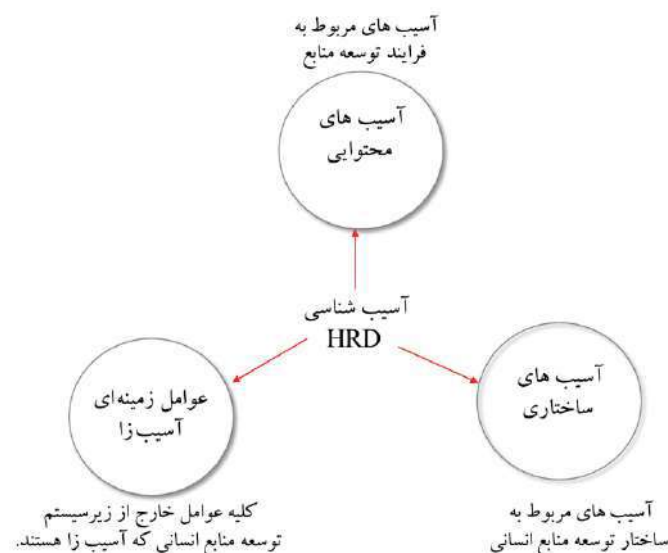 آسیب های مربوط به
فرایند توسعه منابع
آسیب های
محتوایی
آسیب شناسی
HRD
آسیب های
ساختاری
آسیب های مربوط به
ساختار توسعه منابع انسانی
عوامل زمینه‌ای
آسیب‌زا
کلیه عوامل خارج از زیرسیستم
توسعه منابع انسانی که آسیب زا هستند.